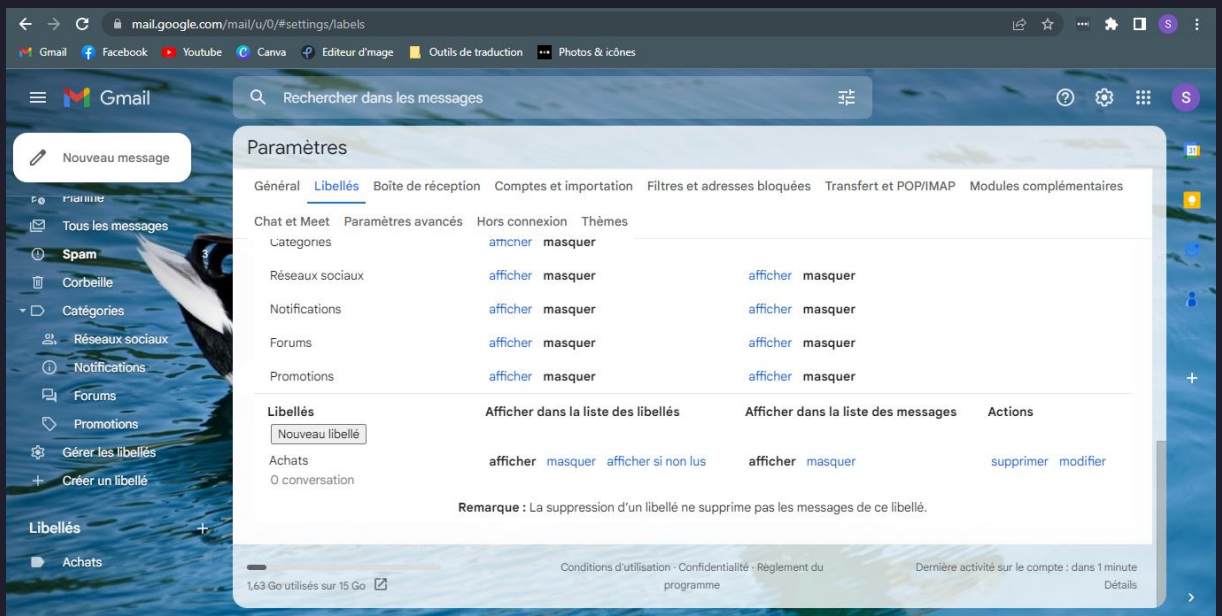 mail.google.com/mail/u/0/#settings/labels
S
Gmail Facebook Youtube Canva Editeur d'mage Outils de traduction Photos & icônes
Gmail
Rechercher dans les messages
S
Nouveau message
Planifié
Tous les messages
Spam 3
Corbeille
Catégories
Réseaux sociaux
Notifications
Forums
Promotions
Gérer les libellés
Créer un libellé
Libellés
Achats
Paramètres
Général Libellés Boîte de réception Comptes et importation Filtres et adresses bloquées Transfert et POP/IMAP Modules complémentaires
Chat et Meet Paramètres avancés Hors connexion Thèmes
Catégories afficher masquer
Réseaux sociaux afficher masquer afficher masquer
Notifications afficher masquer afficher masquer
Forums afficher masquer afficher masquer
Promotions afficher masquer afficher masquer
Libellés Afficher dans la liste des libellés Afficher dans la liste des messages Actions
Nouveau libellé
Achats afficher masquer afficher si non lus afficher masquer supprimer modifier
0 conversation
Remarque : La suppression d'un libellé ne supprime pas les messages de ce libellé.
1,63 Go utilisés sur 15 Go
Conditions d'utilisation · Confidentialité · Règlement du
programme
Dernière activité sur le compte : dans 1 minute
Détails
31